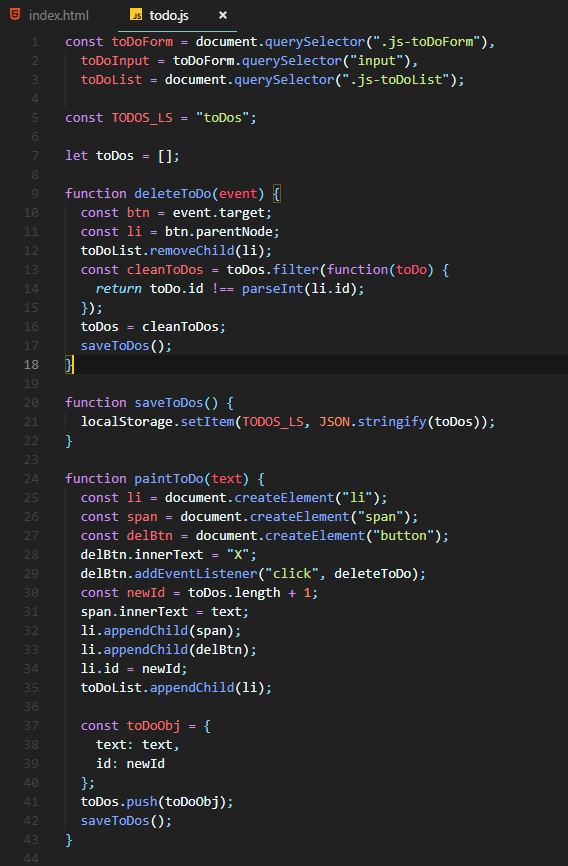 index.html todo.js ×
1 const toDoForm = document.querySelector(".js-toDoForm"),
2   toDoInput = toDoForm.querySelector("input"),
3   toDoList = document.querySelector(".js-toDoList");
4
5 const TODOS_LS = "toDos";
6
7 let toDos = [];
8
9 function deleteToDo(event) {
10   const btn = event.target;
11   const li = btn.parentNode;
12   toDoList.removeChild(li);
13   const cleanToDos = toDos.filter(function(toDo) {
14     return toDo.id !== parseInt(li.id);
15   });
16   toDos = cleanToDos;
17   saveToDos();
18 }
19
20 function saveToDos() {
21   localStorage.setItem(TODOS_LS, JSON.stringify(toDos));
22 }
23
24 function paintToDo(text) {
25   const li = document.createElement("li");
26   const span = document.createElement("span");
27   const delBtn = document.createElement("button");
28   delBtn.innerText = "X";
29   delBtn.addEventListener("click", deleteToDo);
30   const newId = toDos.length + 1;
31   span.innerText = text;
32   li.appendChild(span);
33   li.appendChild(delBtn);
34   li.id = newId;
35   toDoList.appendChild(li);
36
37   const toDoObj = {
38     text: text,
39     id: newId
40   };
41   toDos.push(toDoObj);
42   saveToDos();
43 }
44